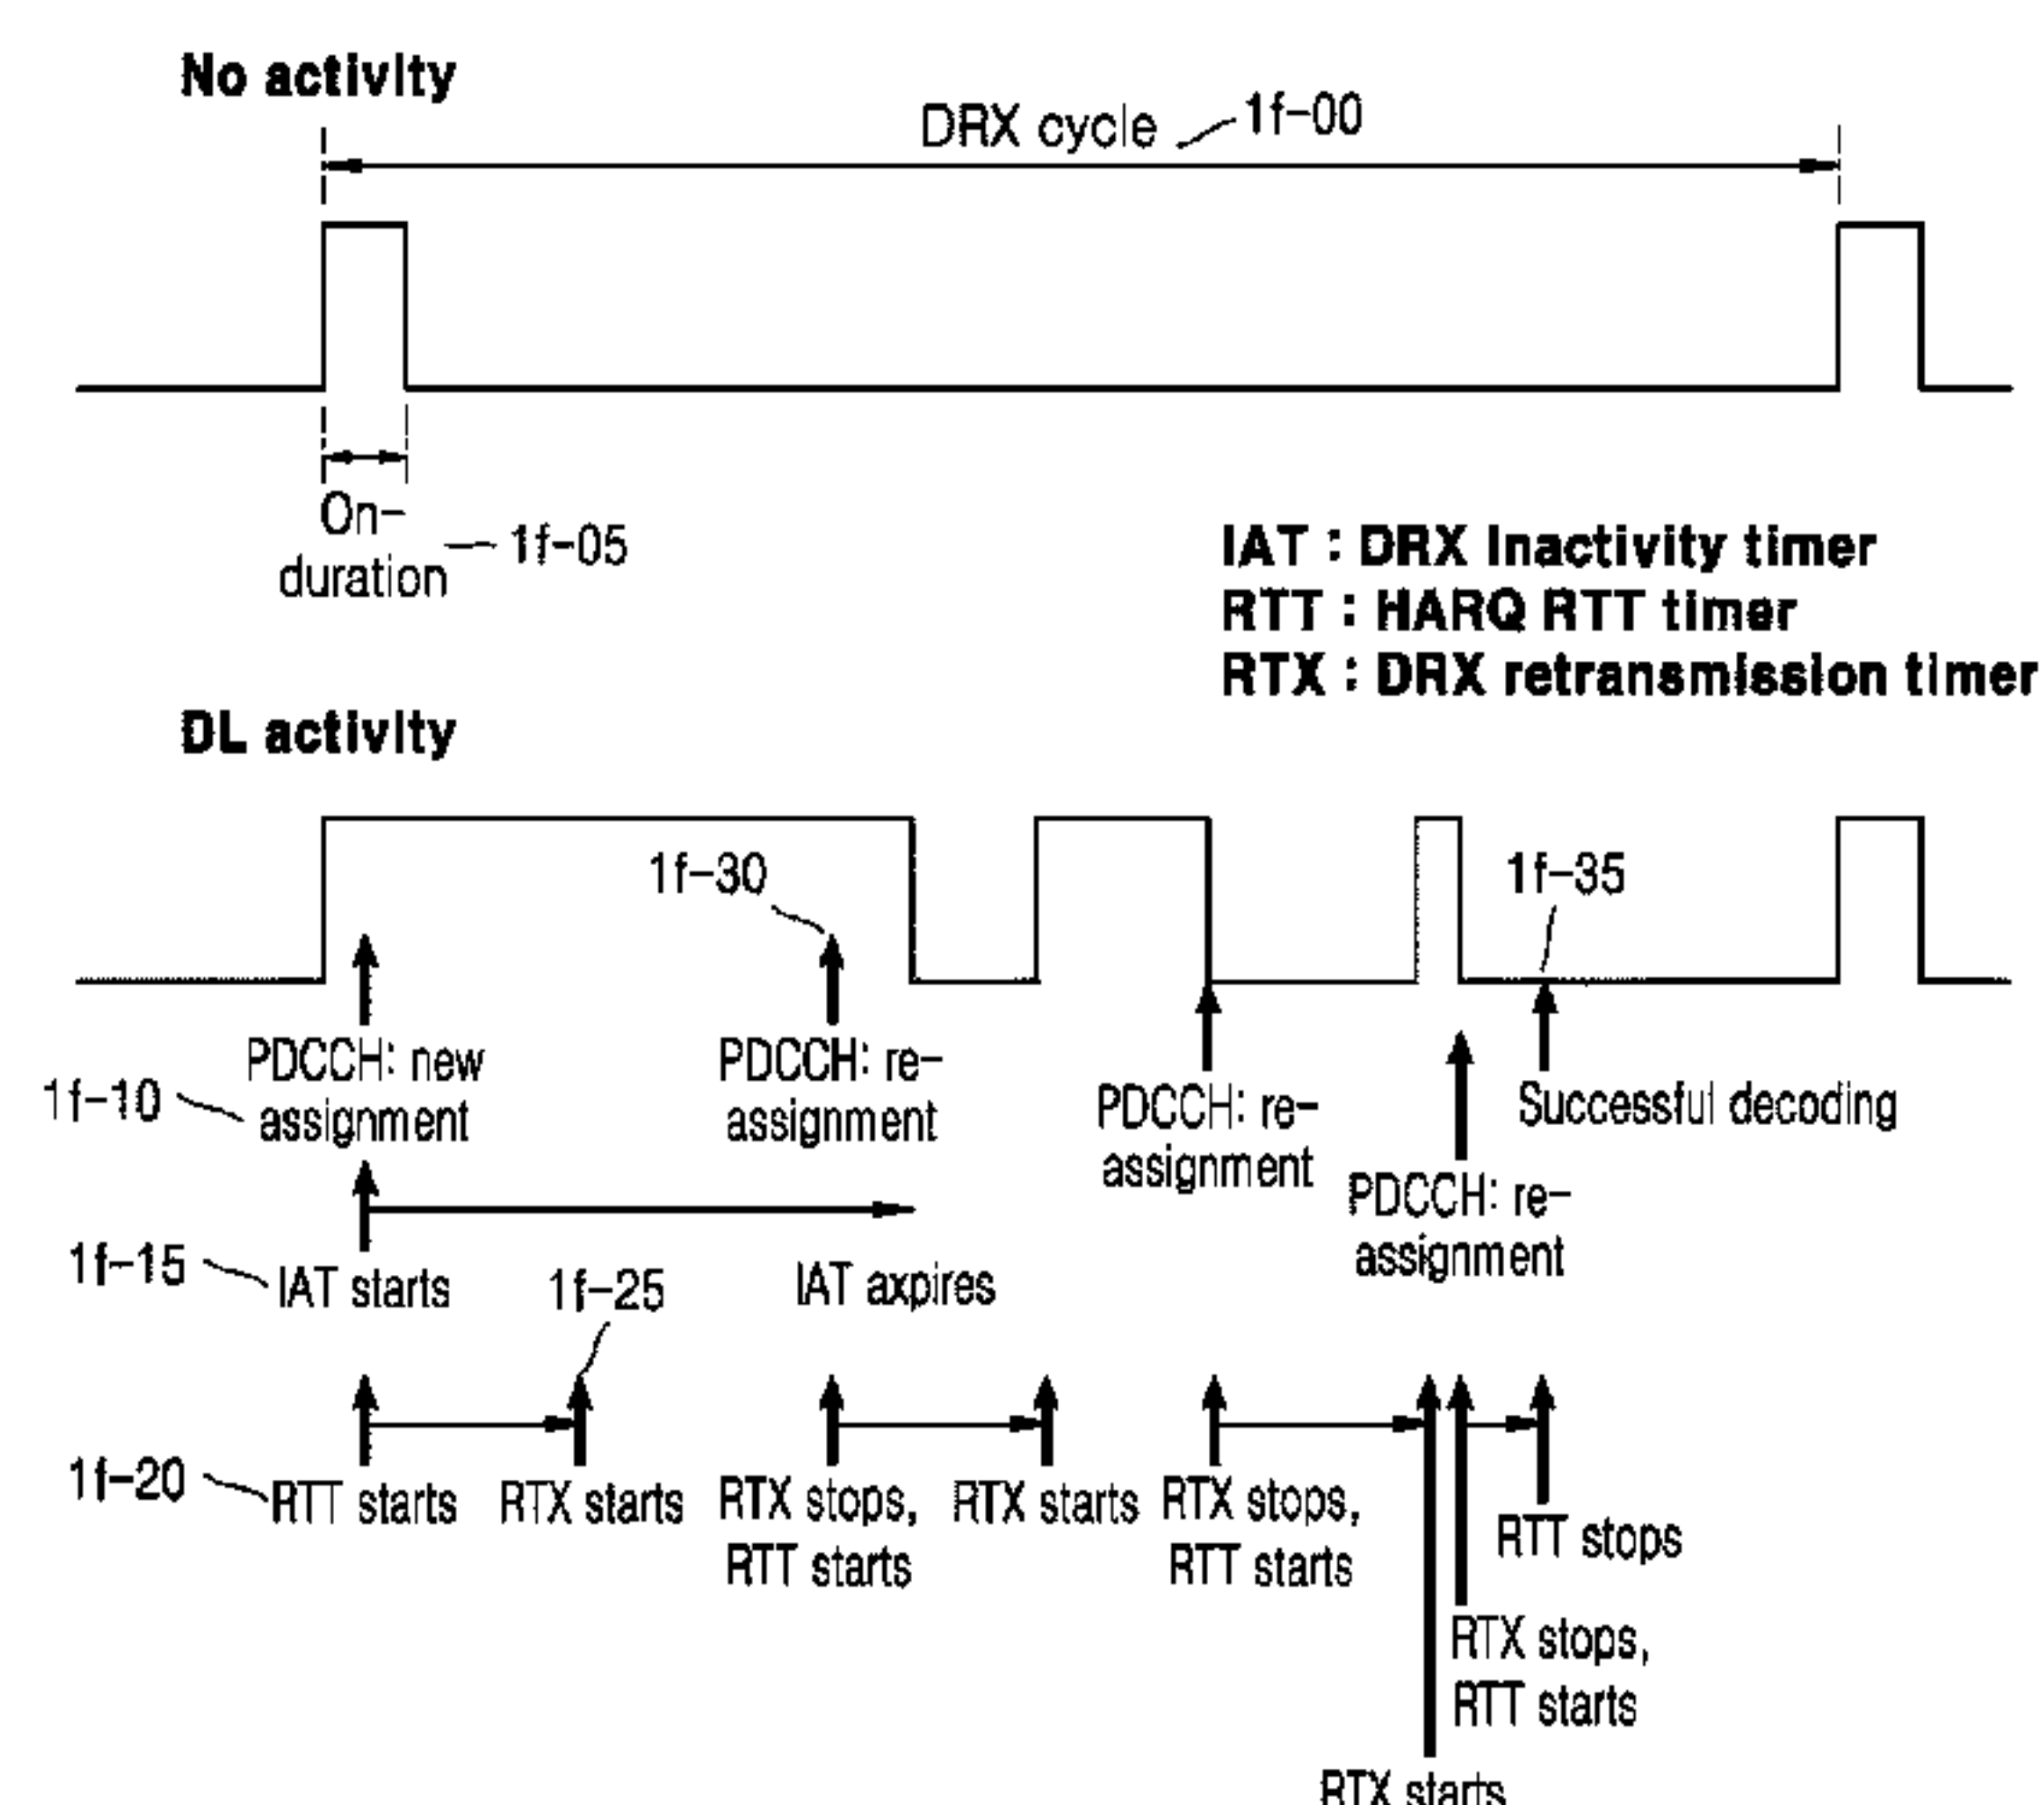 No activity
DRX cycle 1f-00
On-
duration 1f-05
IAT : DRX Inactivity timer
RTT : HARQ RTT timer
RTX : DRX retransmission timer
DL activity
1f-30
1f-35
PDCCH: new
assignment
1f-10
PDCCH: re-
assignment
PDCCH: re-
assignment
Successful decoding
PDCCH: re-
assignment
1f-15
IAT starts
1f-25
IAT axpires
1f-20
RTT starts
RTX starts
RTX stops,
RTT starts
RTX starts
RTX stops,
RTT starts
RTT stops
RTX stops,
RTT starts
RTX starts